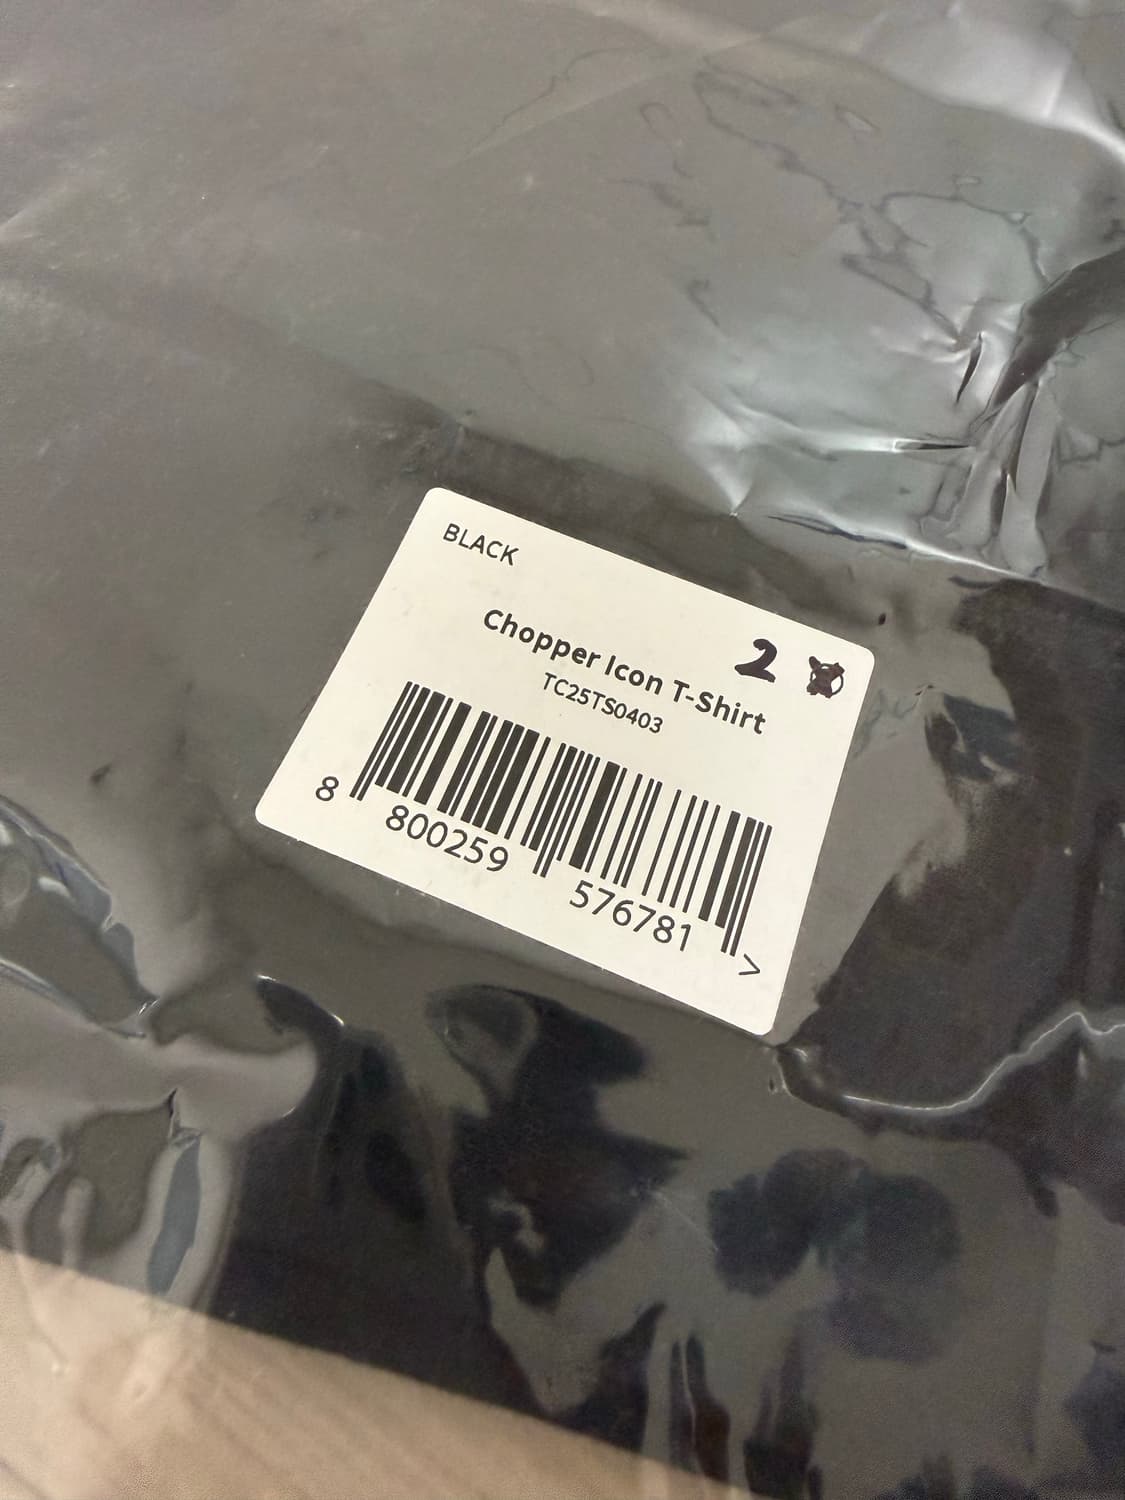 BLACK
2
Chopper Icon T-Shirt
TC25TS0403
8 800259 576781 >